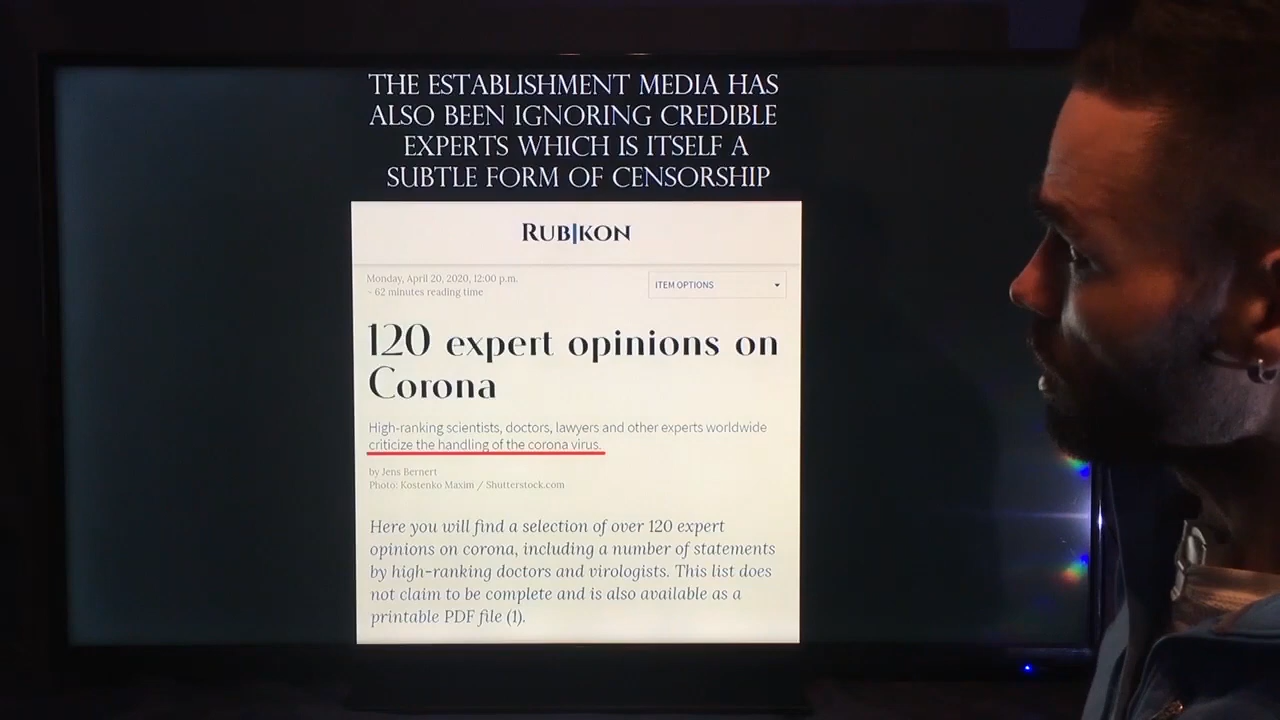 THE ESTABLISHMENT MEDIA HAS
ALSO BEEN IGNORING CREDIBLE
EXPERTS WHICH IS ITSELF A
SUBTLE FORM OF CENSORSHIP
RUB|KON
Monday, April 20, 2020, 12:00 p.m.
~ 62 minutes reading time
ITEM OPTIONS
120 expert opinions on
Corona
High-ranking scientists, doctors, lawyers and other experts worldwide
criticize the handling of the corona virus.
by Jens Bernert
Photo: Kostenko Maxim / Shutterstock.com
Here you will find a selection of over 120 expert
opinions on corona, including a number of statements
by high-ranking doctors and virologists. This list does
not claim to be complete and is also available as a
printable PDF file (1).